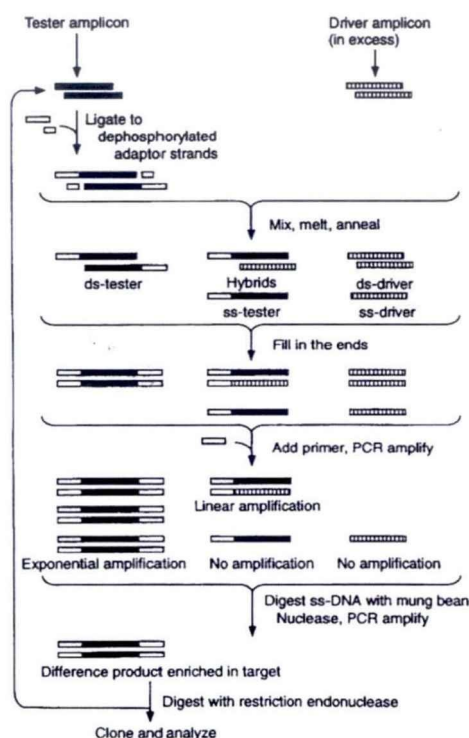 Tester amplicon
Driver amplicon
(in excess)
Ligate to
dephosphorylated
adaptor strands
Mix, melt, anneal
ds-tester
Hybrids
ds-driver
ss-tester
ss-driver
Fill in the ends
Add primer, PCR amplify
Linear amplification
Exponential amplification
No amplification
No amplification
Digest ss-DNA with mung bean
Nuclease, PCR amplify
Difference product enriched in target
Digest with restriction endonuclease
Clone and analyze